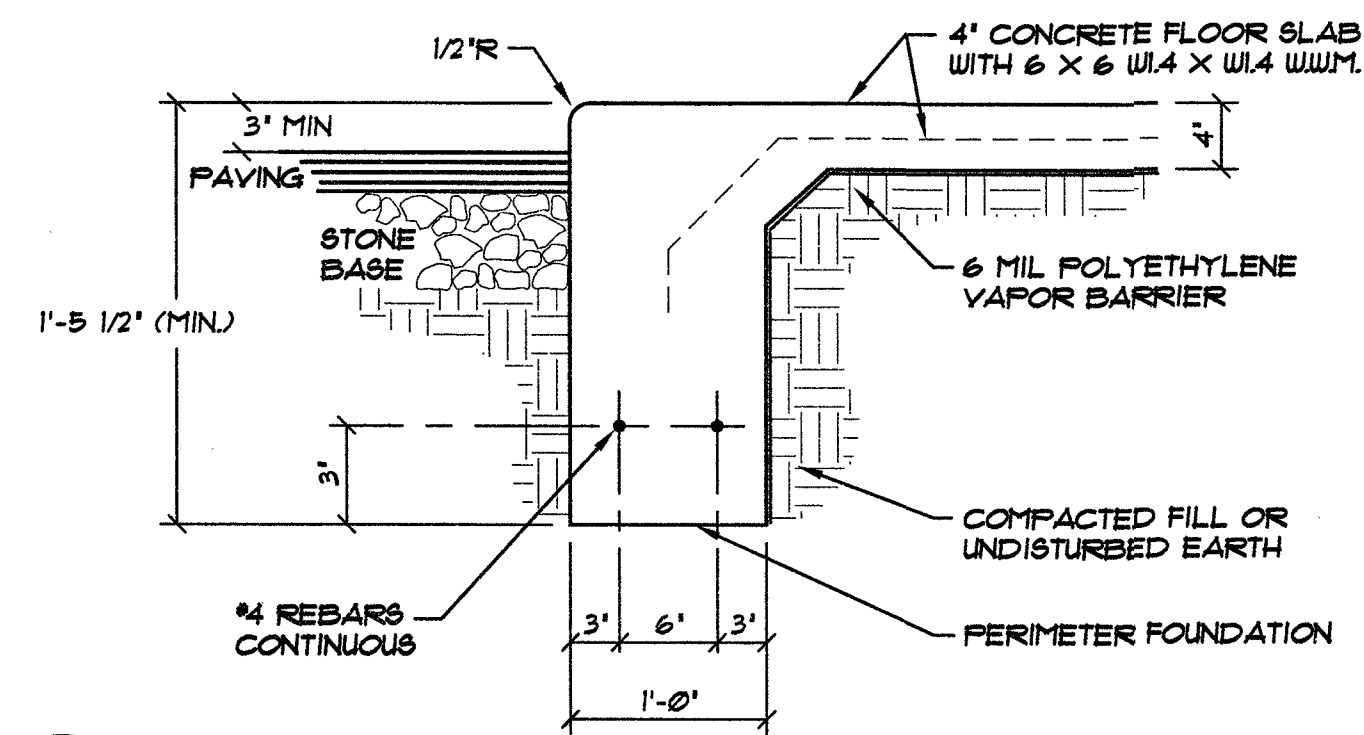 1/2"R
4" CONCRETE FLOOR SLAB
WITH 6 X 6 W1.4 X W1.4 W.W.M.
3" MIN
4"
PAVING
STONE
BASE
6 MIL POLYETHYLENE
VAPOR BARRIER
1'-5 1/2" (MIN.)
3"
COMPACTED FILL OR
UNDISTURBED EARTH
#4 REBARS
CONTINUOUS
3" 6" 3"
PERIMETER FOUNDATION
1'-0"